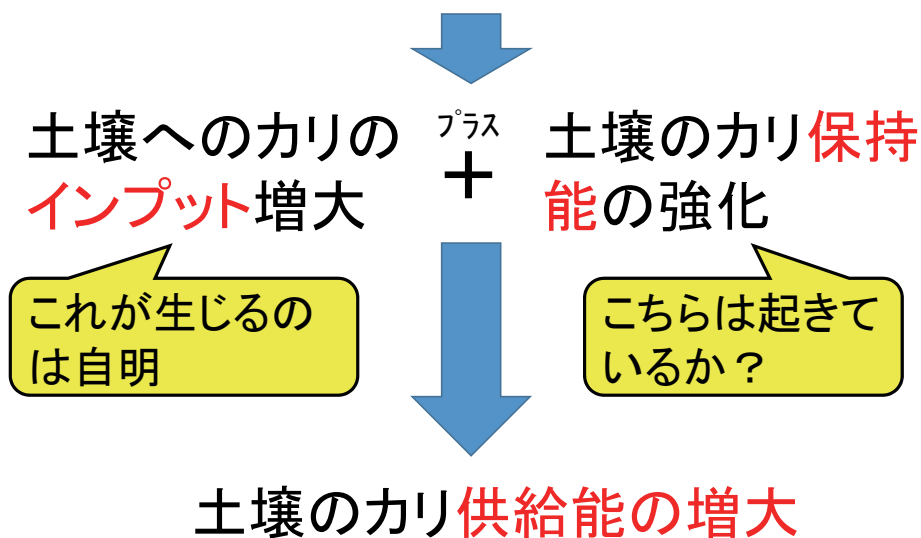 土壌へのカリの
インプット増大
プラス
＋
土壌のカリ保持
能の強化
これが生じるの
は自明
こちらは起きて
いるか？
土壌のカリ供給能の増大